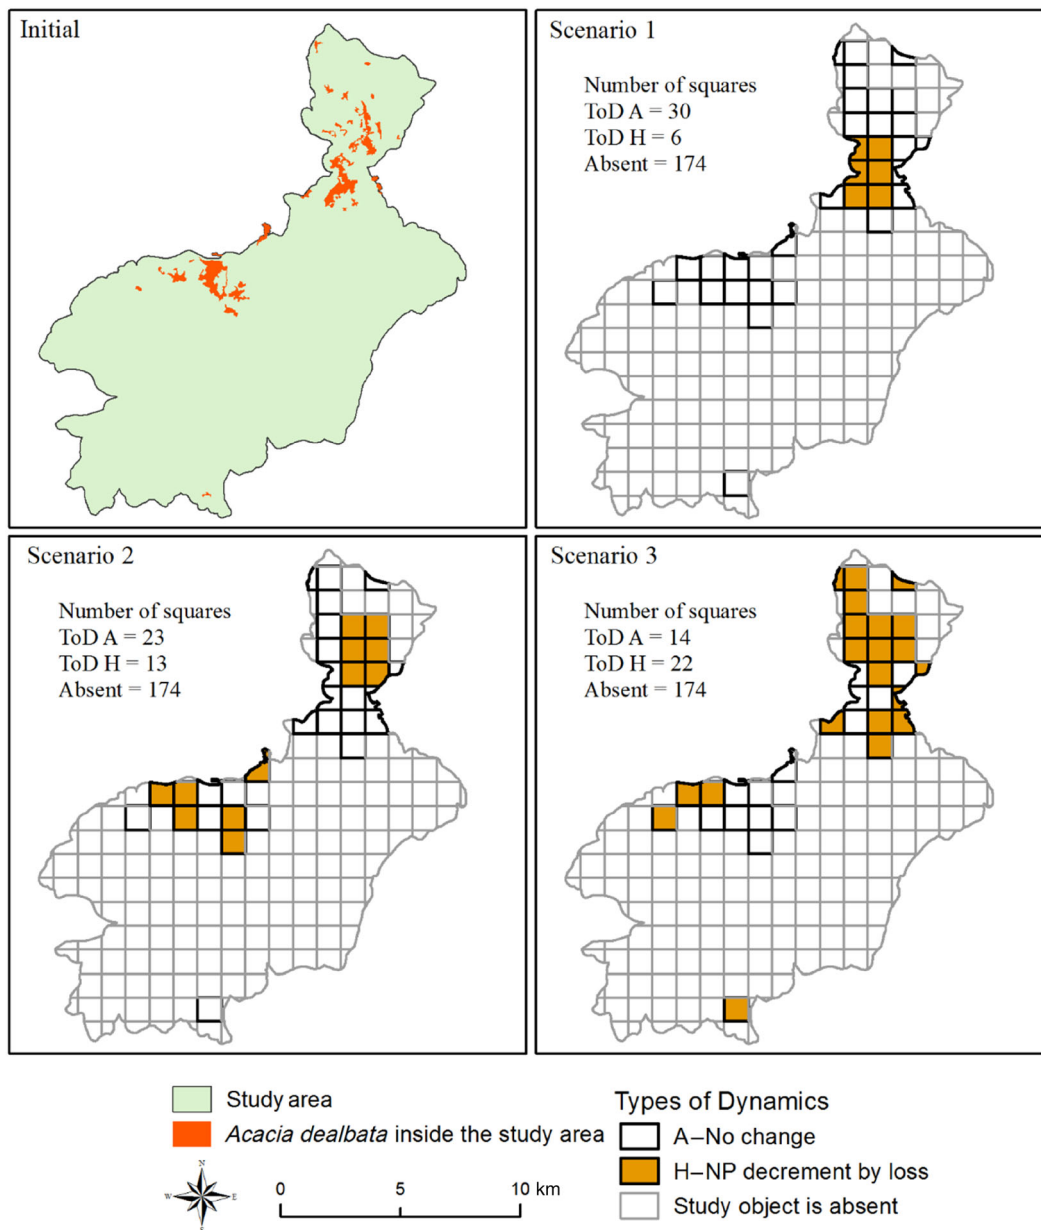 Initial
Scenario 1
Number of squares
ToD A = 30
ToD H = 6
Absent = 174
Scenario 2
Number of squares
ToD A = 23
ToD H = 13
Absent = 174
Scenario 3
Number of squares
ToD A = 14
ToD H = 22
Absent = 174
Study area
Acacia dealbata inside the study area
N
W E
S
0 5 10 km
Types of Dynamics
A–No change
H–NP decrement by loss
Study object is absent